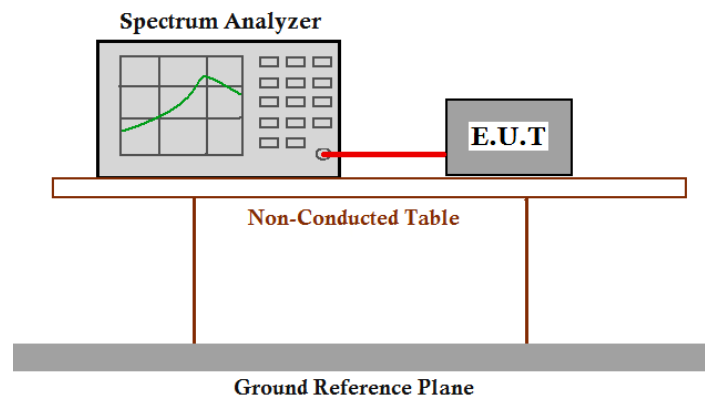 Spectrum Analyzer
E.U.T
Non-Conducted Table
Ground Reference Plane